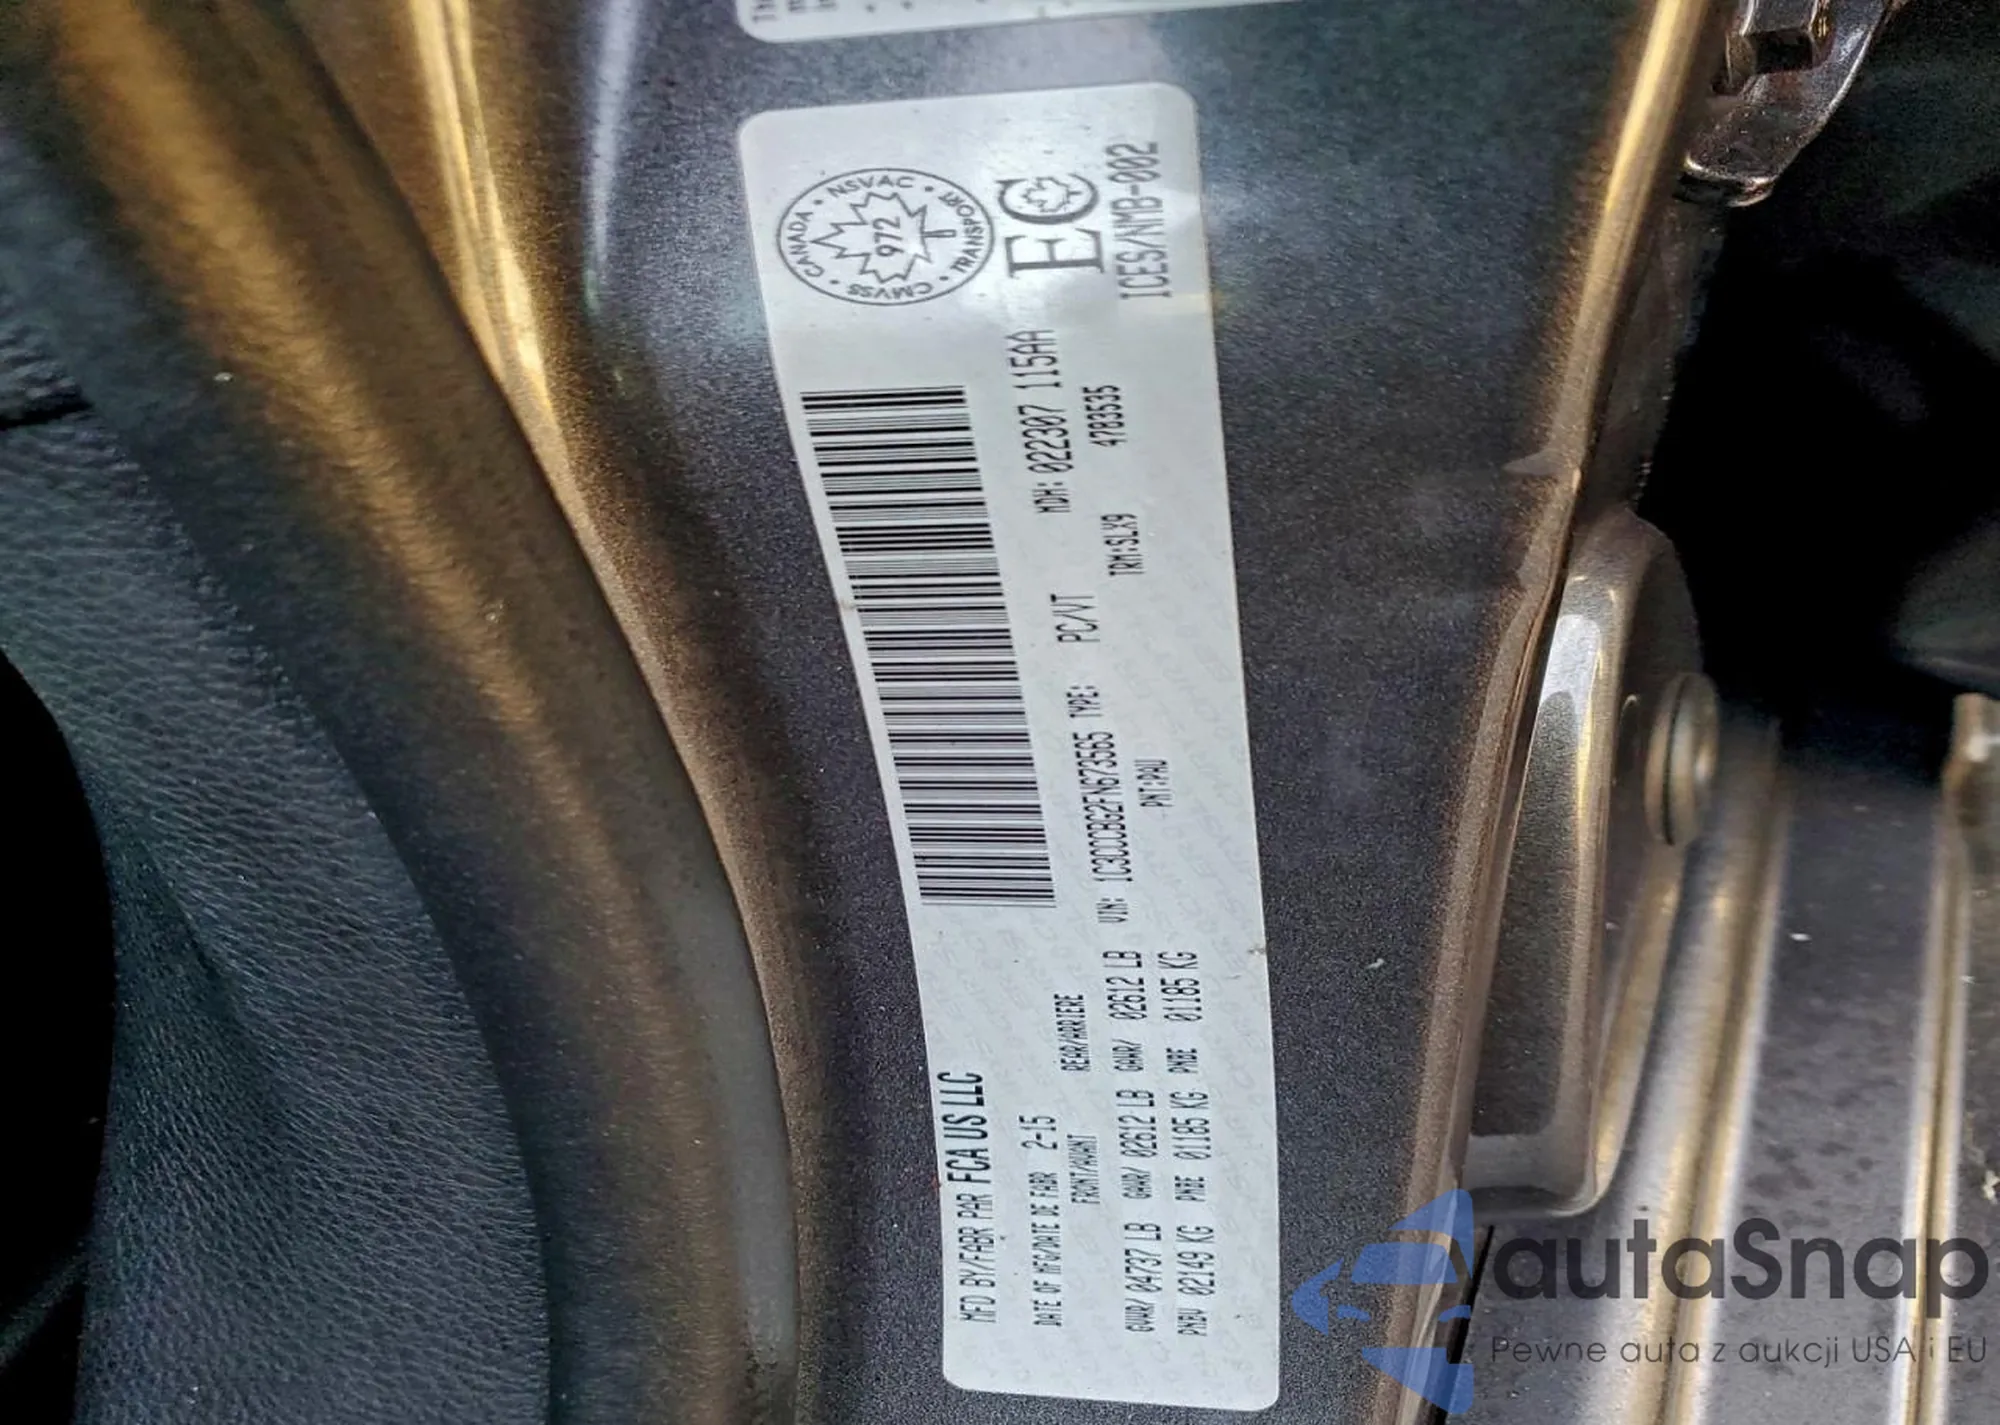 MFD BY/FABR PAR FCA US LLC
DATE OF MFG/DATE DE FABR 2-15
FRONT/AVANT REAR/ARRIERE
GVWR/ 04737 LB GAWR/ 02612 LB GAWR/ 02612 LB
PNBV 02149 KG PNBE 01185 KG PNBE 01185 KG
VIN: 1C3CCCBG2FN673565 TYPE: PC/VT MDH: 022307 115AA
PNT:PAU TRM:SLX9 4783535
CANADA • NSVAC • TRANSPORT • CMVSS •
972
EC
ICES/NMB-002
autaSnap
Pewne auta z aukcji USA i EU